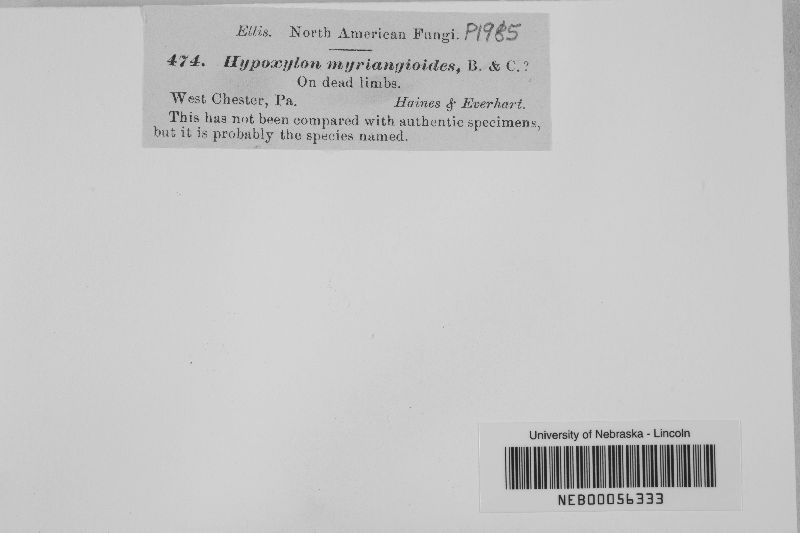 Ellis. North American Fungi. P1985
474. Hypoxylon myriangioides, B. & C.?
On dead limbs.
West Chester, Pa. Haines & Everhart.
This has not been compared with authentic specimens,
but it is probably the species named.
University of Nebraska - Lincoln
NEB00056333